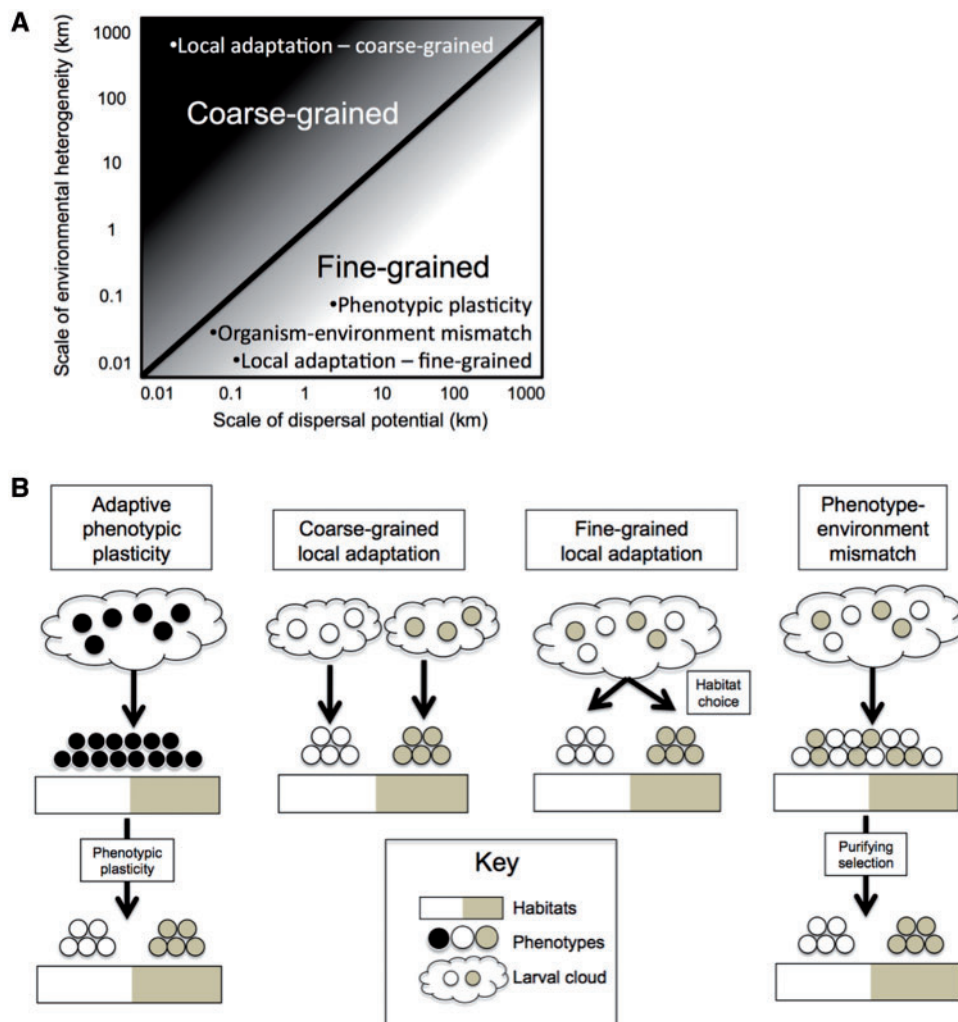 A
Scale of environmental heterogeneity (km)
1000
100
10
1
0.1
0.01
•Local adaptation – coarse-grained
Coarse-grained
Fine-grained
•Phenotypic plasticity
•Organism-environment mismatch
•Local adaptation – fine-grained
0.01 0.1 1 10 100 1000
Scale of dispersal potential (km)
B
Adaptive
phenotypic
plasticity
Phenotypic
plasticity
Coarse-grained
local adaptation
Fine-grained
local adaptation
Habitat
choice
Phenotype-
environment
mismatch
Purifying
selection
Key
Habitats
Phenotypes
Larval cloud